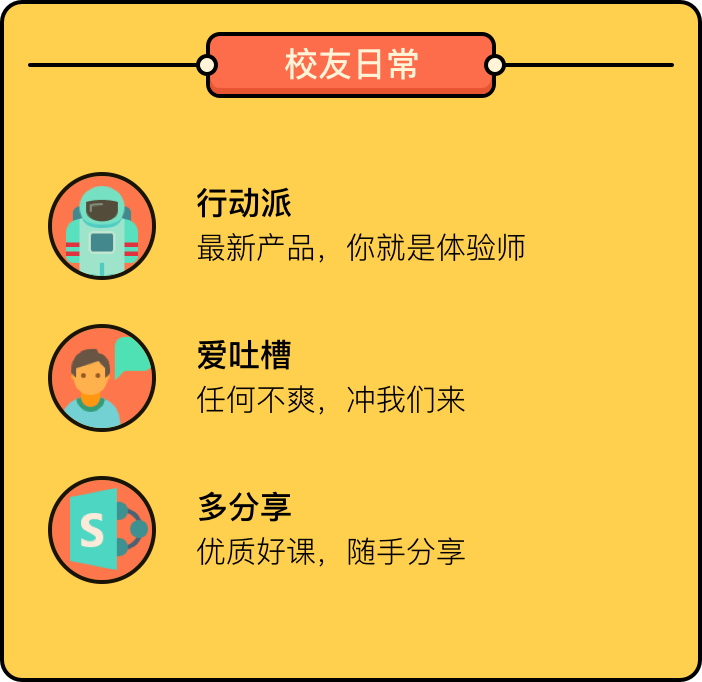 校友日常
行动派
最新产品，你就是体验师
爱吐槽
任何不爽，冲我们来
S
多分享
优质好课，随手分享